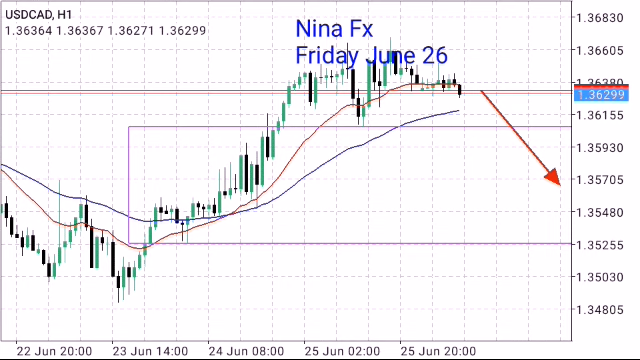 USDCAD, H1
1.36364 1.36367 1.36271 1.36299
Nina Fx
Friday June 26
1.36830
1.36605
1.36380
1.36299
1.36155
1.35930
1.35705
1.35480
1.35255
1.35030
1.34805
22 Jun 20:00
23 Jun 14:00
24 Jun 08:00
25 Jun 02:00
25 Jun 20:00